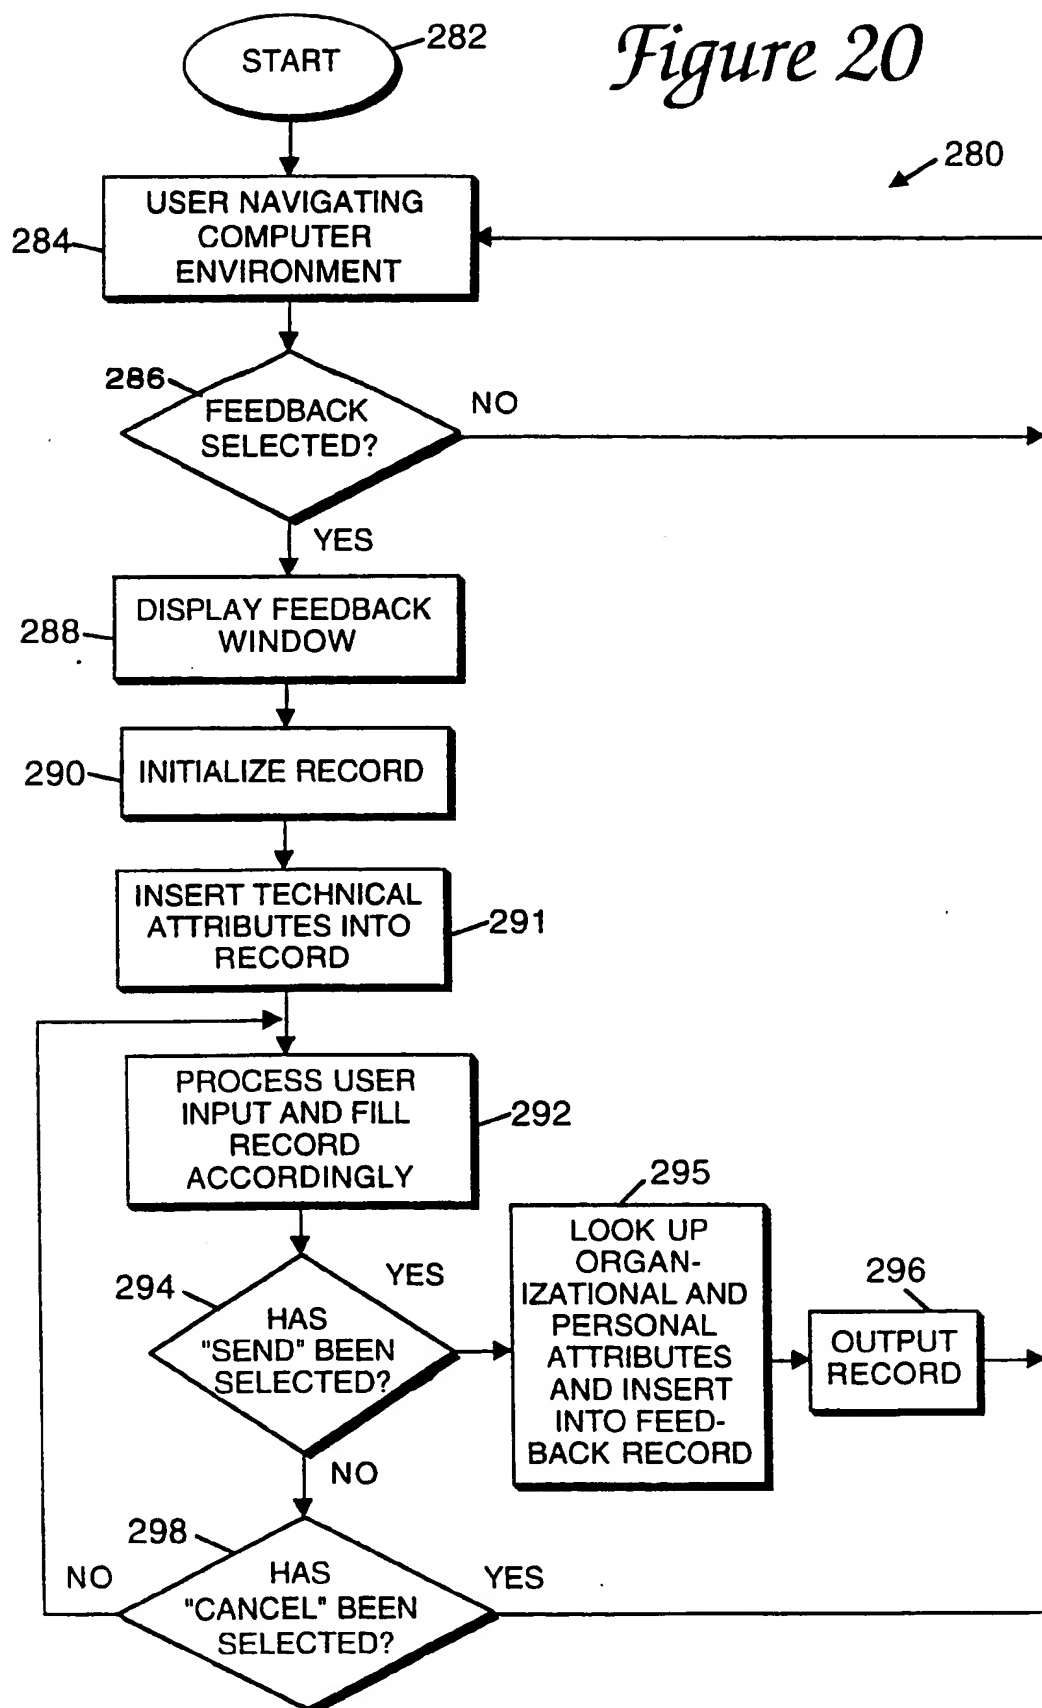 Figure 20
START
282
280
USER NAVIGATING
COMPUTER
ENVIRONMENT
284
286
FEEDBACK
SELECTED?
NO
YES
DISPLAY FEEDBACK
WINDOW
288
INITIALIZE RECORD
290
INSERT TECHNICAL
ATTRIBUTES INTO
RECORD
291
PROCESS USER
INPUT AND FILL
RECORD
ACCORDINGLY
292
294
HAS
"SEND" BEEN
SELECTED?
YES
NO
295
LOOK UP
ORGAN-
IZATIONAL AND
PERSONAL
ATTRIBUTES
AND INSERT
INTO FEED-
BACK RECORD
296
OUTPUT
RECORD
298
HAS
"CANCEL" BEEN
SELECTED?
NO
YES